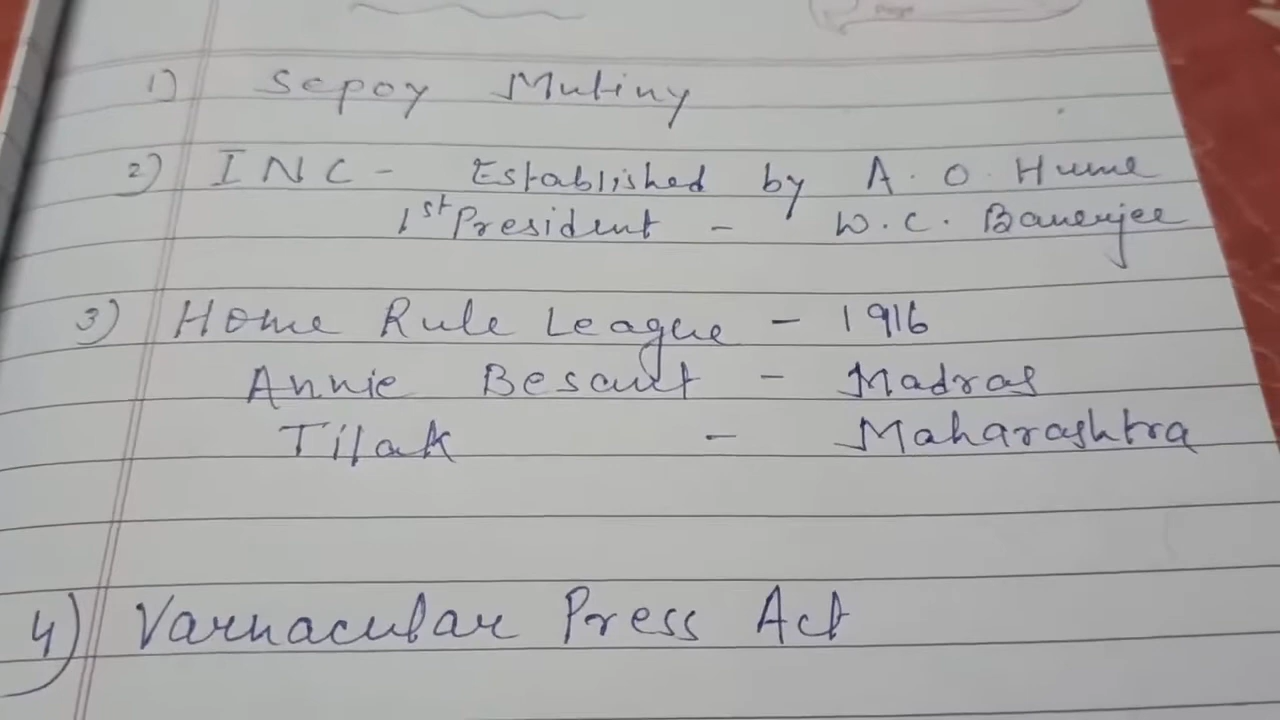 Page
1) Sepoy Mutiny
2) INC - Established by A. O. Hume
1st President - W. C. Banerjee
3) Home Rule League - 1916
Annie Besant - Madras
Tilak - Maharashtra
4) Varnacular Press Act